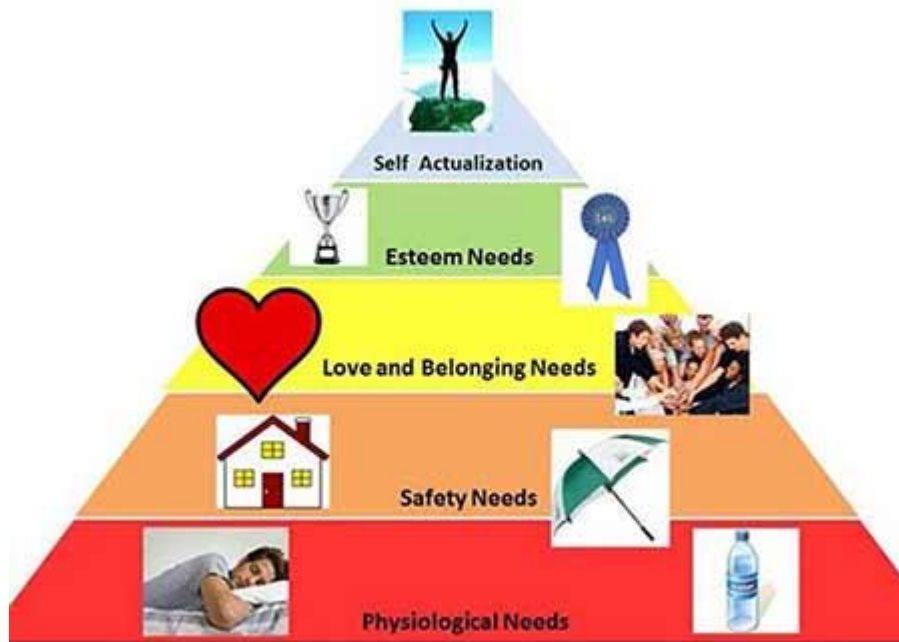 Self Actualization
Esteem Needs
Love and Belonging Needs
Safety Needs
Physiological Needs